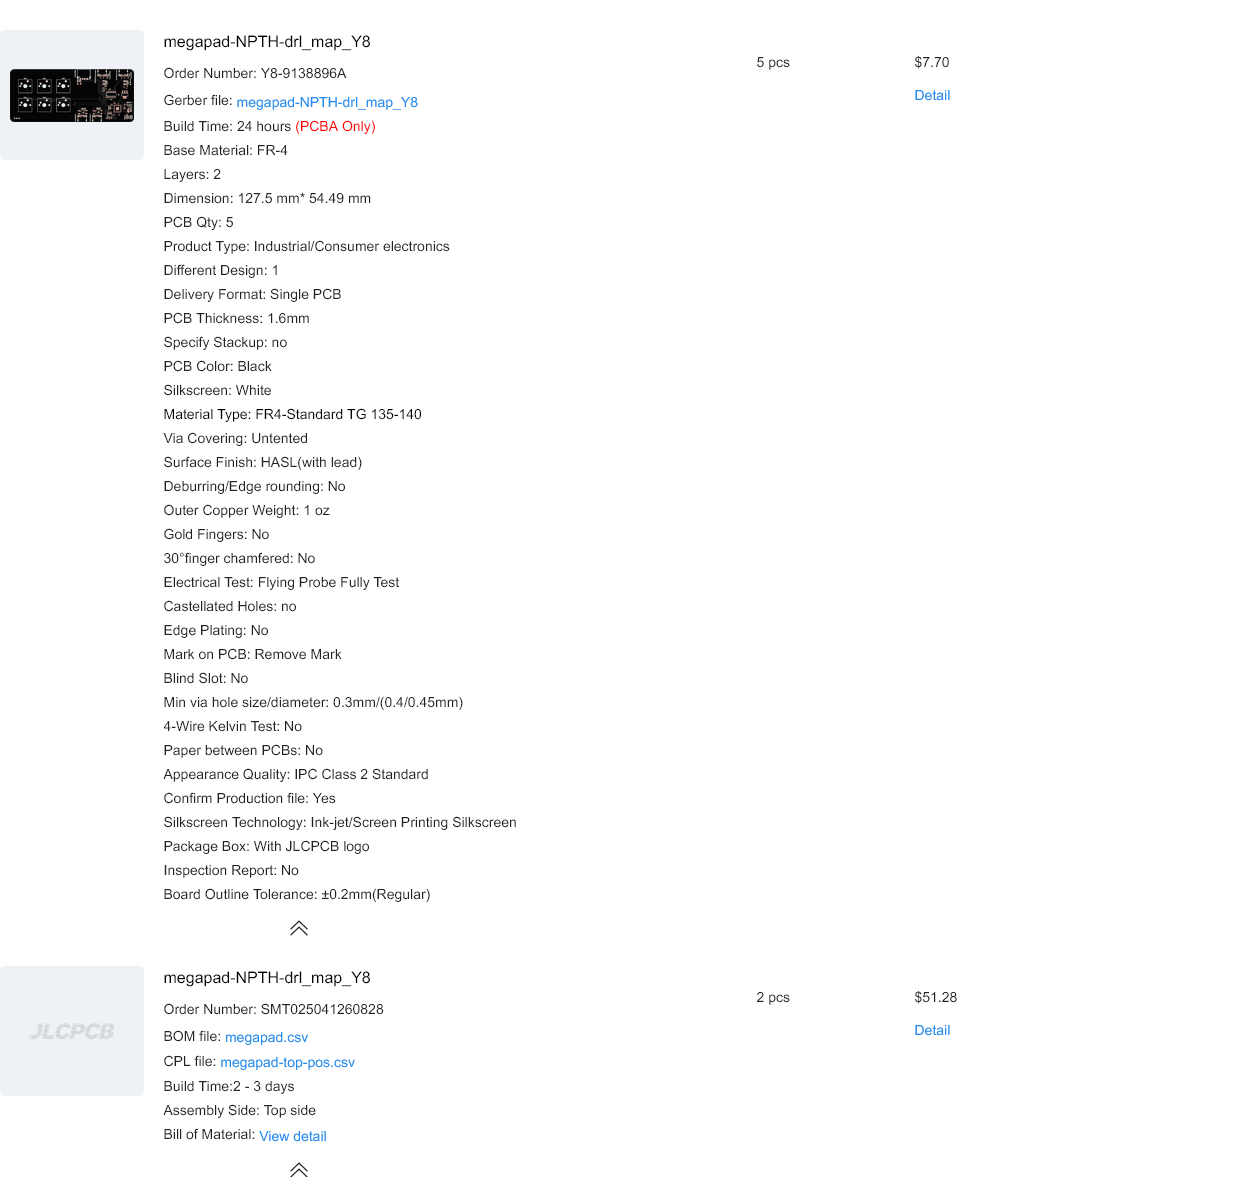 megapad-NPTH-drl_map_Y8
5 pcs
$7.70
Order Number: Y8-9138896A
Detail
Gerber file: megapad-NPTH-drl_map_Y8
Build Time: 24 hours (PCBA Only)
Base Material: FR-4
Layers: 2
Dimension: 127.5 mm* 54.49 mm
PCB Qty: 5
Product Type: Industrial/Consumer electronics
Different Design: 1
Delivery Format: Single PCB
PCB Thickness: 1.6mm
Specify Stackup: no
PCB Color: Black
Silkscreen: White
Material Type: FR4-Standard TG 135-140
Via Covering: Untented
Surface Finish: HASL(with lead)
Deburring/Edge rounding: No
Outer Copper Weight: 1 oz
Gold Fingers: No
30°finger chamfered: No
Electrical Test: Flying Probe Fully Test
Castellated Holes: no
Edge Plating: No
Mark on PCB: Remove Mark
Blind Slot: No
Min via hole size/diameter: 0.3mm/(0.4/0.45mm)
4-Wire Kelvin Test: No
Paper between PCBs: No
Appearance Quality: IPC Class 2 Standard
Confirm Production file: Yes
Silkscreen Technology: Ink-jet/Screen Printing Silkscreen
Package Box: With JLCPCB logo
Inspection Report: No
Board Outline Tolerance: ±0.2mm(Regular)
JLCPCB
megapad-NPTH-drl_map_Y8
2 pcs
$51.28
Order Number: SMT025041260828
Detail
BOM file: megapad.csv
CPL file: megapad-top-pos.csv
Build Time:2 - 3 days
Assembly Side: Top side
Bill of Material: View detail